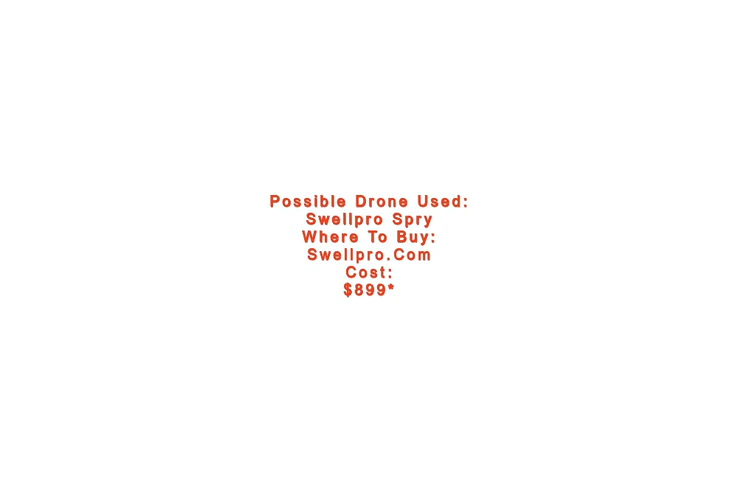 Possible Drone Used:
Swellpro Spry
Where To Buy:
Swellpro.Com
Cost:
$899*